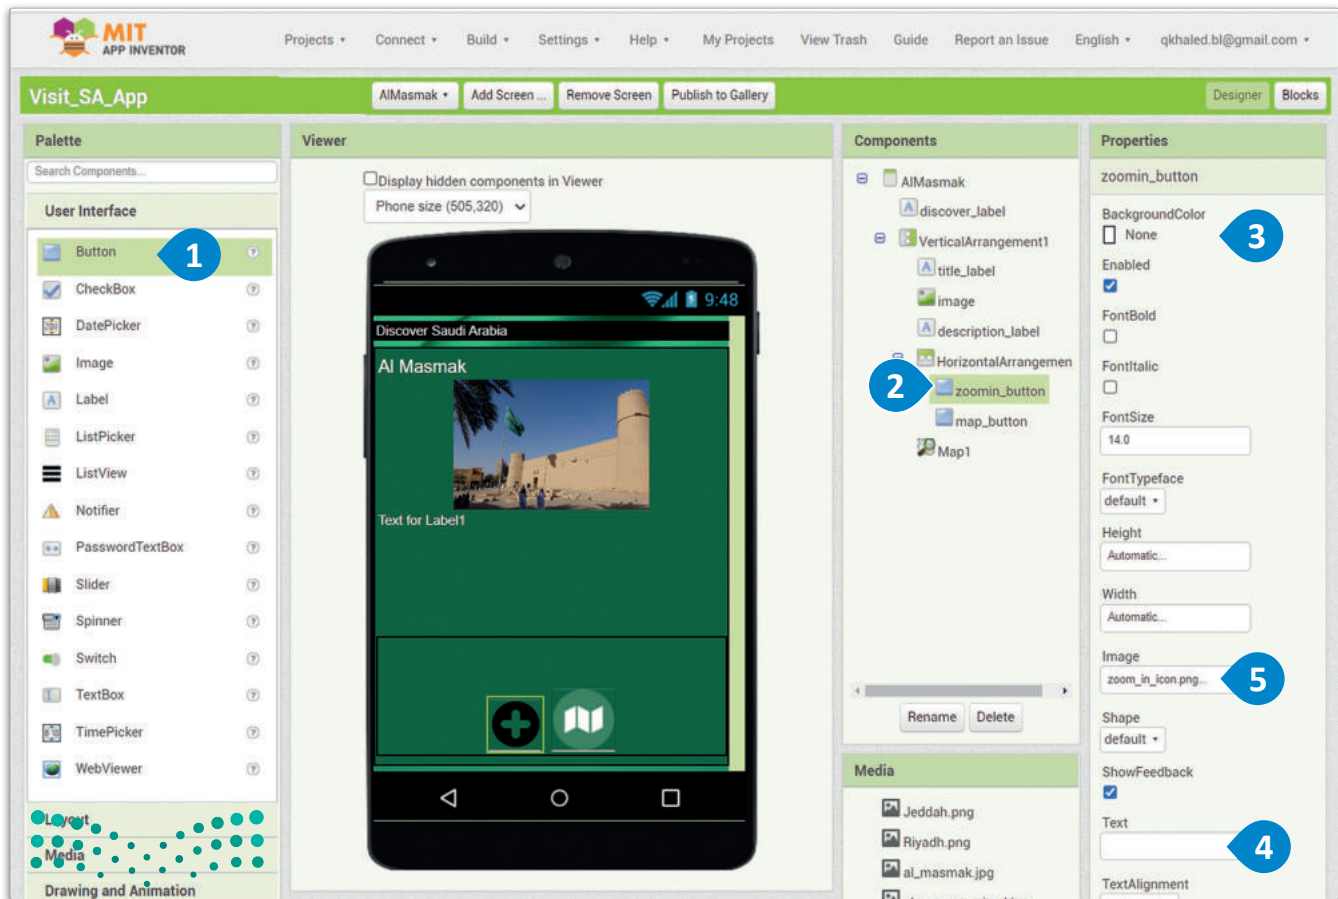 MIT
APP INVENTOR
Projects
Connect
Build
Settings
Help
My Projects
View Trash
Guide
Report an Issue
English
qkhaled.bl@gmail.com
Visit_SA_App
AlMasmak
Add Screen ...
Remove Screen
Publish to Gallery
Designer
Blocks
Palette
Search Components...
User Interface
Button
1
CheckBox
DatePicker
Image
Label
ListPicker
ListView
Notifier
PasswordTextBox
Slider
Spinner
Switch
TextBox
TimePicker
WebViewer
Layout
Media
Drawing and Animation
Viewer
Display hidden components in Viewer
Phone size (505,320)
9:48
Discover Saudi Arabia
Al Masmak
Text for Label1
Components
AlMasmak
discover_label
VerticalArrangement1
title_label
image
description_label
HorizontalArrangemen
2
zoomin_button
map_button
Map1
Rename
Delete
Media
Jeddah.png
Riyadh.png
al_masmak.jpg
Properties
zoomin_button
BackgroundColor
None
3
Enabled
FontBold
FontItalic
FontSize
14.0
FontTypeface
default
Height
Automatic...
Width
Automatic...
Image
zoom_in_icon.png...
5
Shape
default
ShowFeedback
Text
4
TextAlignment